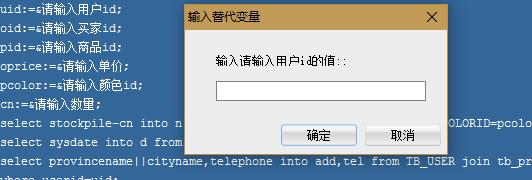 uid:=&请输入用户id;
oid:=&请输入买家id;
pid:=&请输入商品id;
oprice:=&请输入单价;
pcolor:=&请输入颜色id;
cn:=&请输入数量;
select stockpile-cn into n
OLORID=pcolo
select sysdate into d from
select provincename||cityname,telephone into add,tel from TB_USER join tb_pr
where userid=uid;
输入替代变量
输入请输入用户id的值::
确定
取消